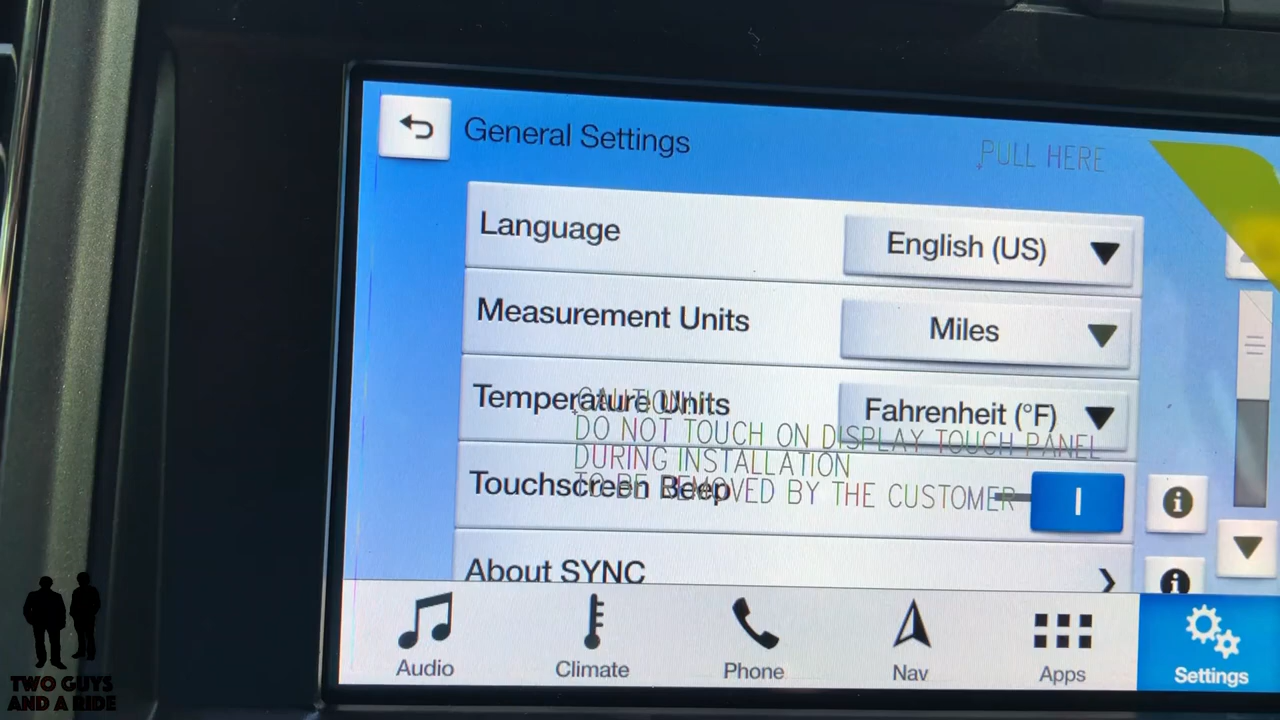 General Settings
PULL HERE
Language
English (US)
Measurement Units
Miles
Temperature Units
Fahrenheit (°F)
CAUTION:
DO NOT TOUCH ON DISPLAY TOUCH PANEL
DURING INSTALLATION
TO BE REMOVED BY THE CUSTOMER
Touchscreen Beep
I
About SYNC
Audio
Climate
Phone
Nav
Apps
Settings
TWO GUYS
AND A RIDE